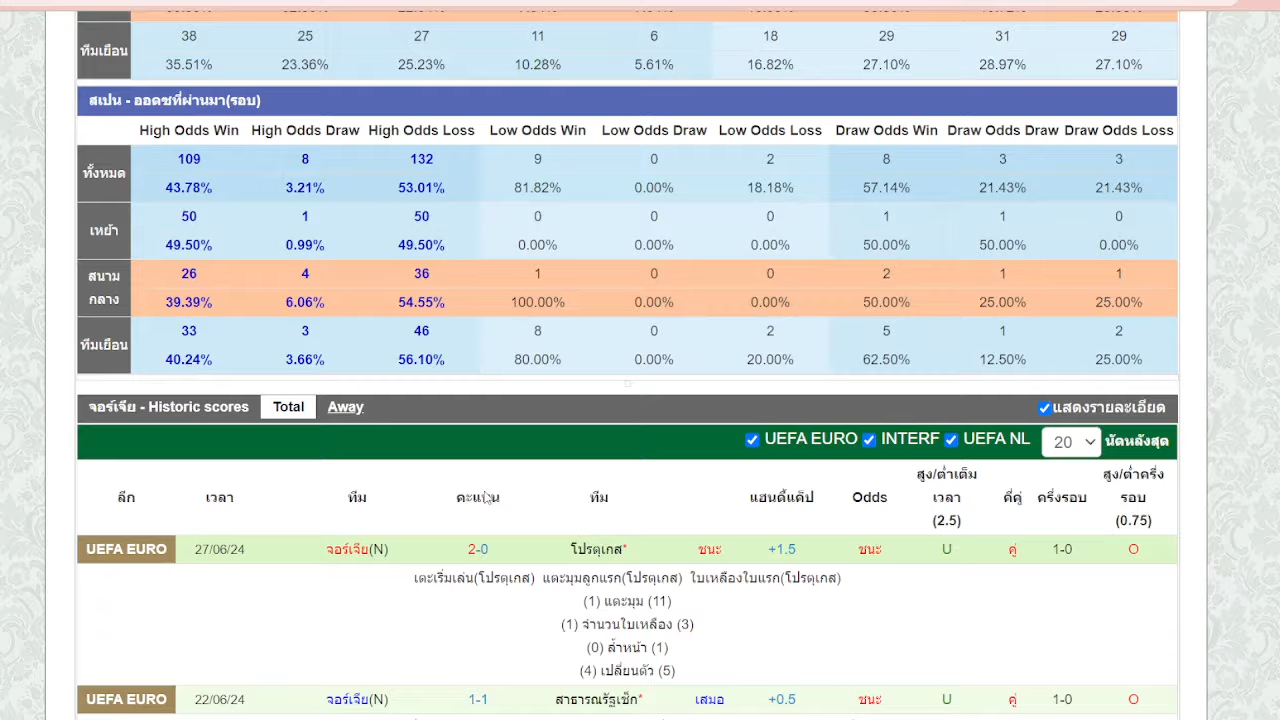 38 25 27 11 6 18 29 31 29
ทีมเยือน
35.51% 23.36% 25.23% 10.28% 5.61% 16.82% 27.10% 28.97% 27.10%
สเปน - ออดซที่ผ่านมา(รอบ)
High Odds Win High Odds Draw High Odds Loss Low Odds Win Low Odds Draw Low Odds Loss Draw Odds Win Draw Odds Draw Draw Odds Loss
109 8 132 9 0 2 8 3 3
ทั้งหมด
43.78% 3.21% 53.01% 81.82% 0.00% 18.18% 57.14% 21.43% 21.43%
50 1 50 0 0 0 1 1 0
เหย้า
49.50% 0.99% 49.50% 0.00% 0.00% 0.00% 50.00% 50.00% 0.00%
สนาม 26 4 36 1 0 0 2 1 1
กลาง 39.39% 6.06% 54.55% 100.00% 0.00% 0.00% 50.00% 25.00% 25.00%
33 3 46 8 0 2 5 1 2
ทีมเยือน
40.24% 3.66% 56.10% 80.00% 0.00% 20.00% 62.50% 12.50% 25.00%
จอร์เจีย - Historic scores Total Away แสดงรายละเอียด
UEFA EURO INTERF UEFA NL 20 นัดหลังสุด
สูง/ต่ำเต็ม สูง/ต่ำครึ่ง
ลีก เวลา ทีม คะแนน ทีม แฮนดี้แค็ป Odds เวลา คี่คู่ ครึ่งรอบ รอบ
(2.5) (0.75)
UEFA EURO 27/06/24 จอร์เจีย(N) 2-0 โปรตุเกส* ชนะ +1.5 ชนะ U คู่ 1-0 O
เตะเริ่มเล่น(โปรตุเกส) แตะมุมลูกแรก(โปรตุเกส) ใบเหลืองใบแรก(โปรตุเกส)
(1) แตะมุม (11)
(1) จำนวนใบเหลือง (3)
(0) ล้ำหน้า (1)
(4) เปลี่ยนตัว (5)
UEFA EURO 22/06/24 จอร์เจีย(N) 1-1 สาธารณรัฐเช็ก* เสมอ +0.5 ชนะ U คู่ 1-0 O